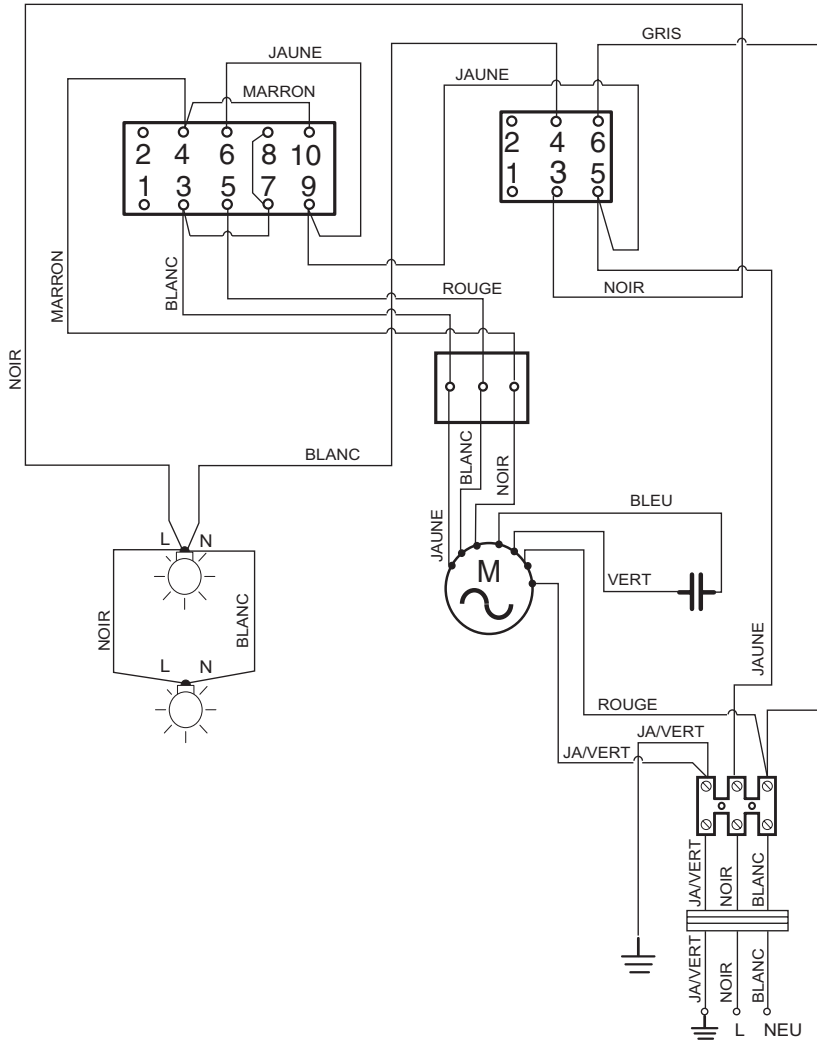 GRIS
JAUNE
JAUNE
MARRON
2 4 6 8 10
1 3 5 7 9
2 4 6
1 3 5
MARRON
BLANC
ROUGE
NOIR
NOIR
BLANC
BLANC
NOIR
JAUNE
BLEU
L N
M
VERT
NOIR
BLANC
JAUNE
L N
ROUGE
JA/VERT
JA/VERT
JA/VERT
NOIR
BLANC
JA/VERT
NOIR
BLANC
L NEU